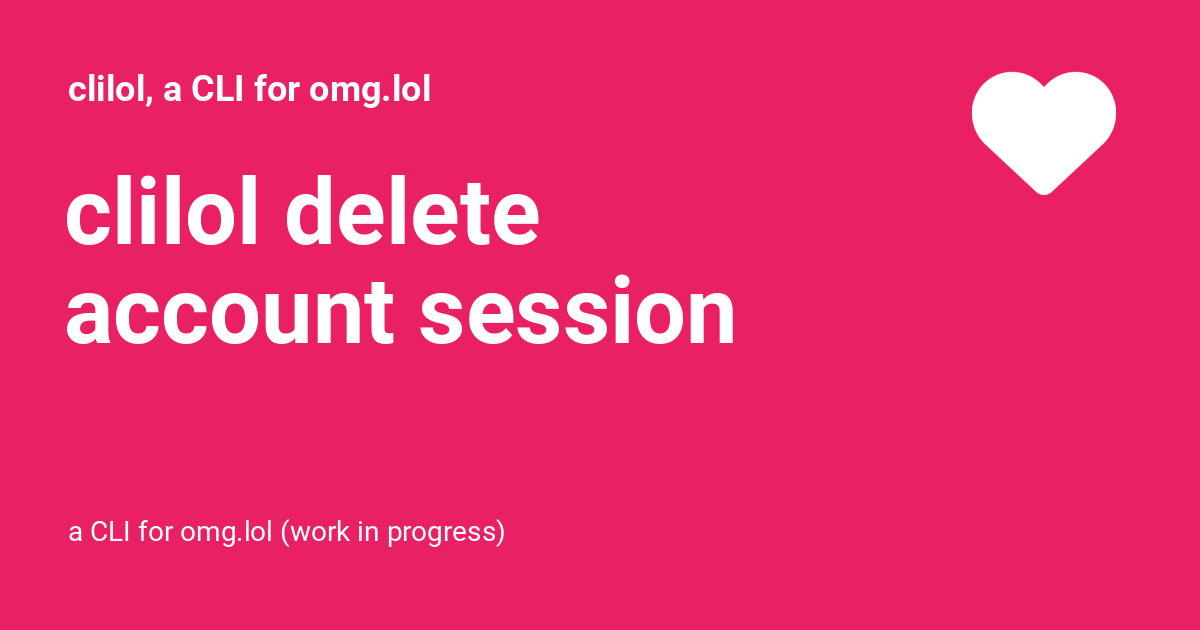 clilol, a CLI for omg.lol
clilol delete
account session
a CLI for omg.lol (work in progress)